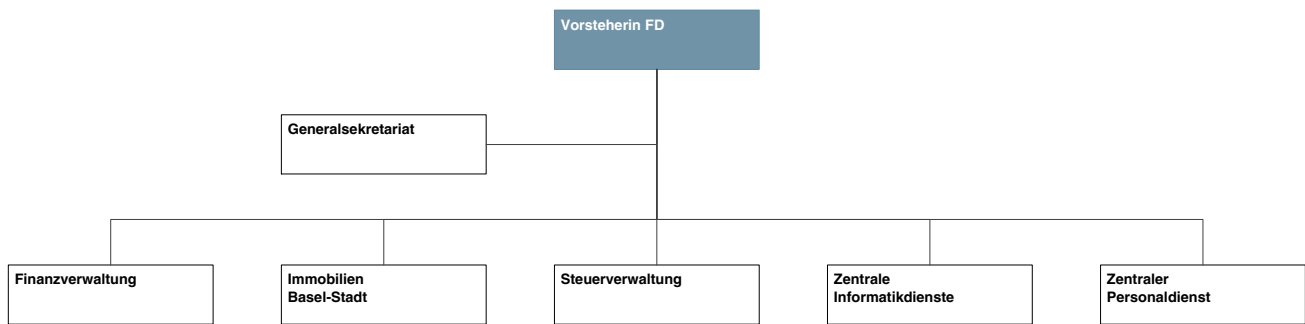 Vorsteherin FD
Generalsekretariat
Finanzverwaltung
Immobilien
Basel-Stadt
Steuerverwaltung
Zentrale
Informatikdienste
Zentraler
Personaldienst